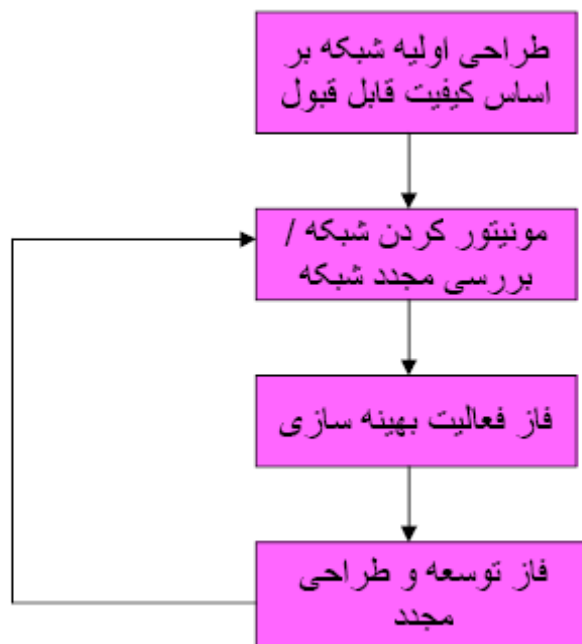 طراحی اولیه شبکه بر
اساس کیفیت قابل قبول
مونیتور کردن شبکه /
بررسی مجدد شبکه
فاز فعالیت بهینه سازی
فاز توسعه و طراحی
مجدد